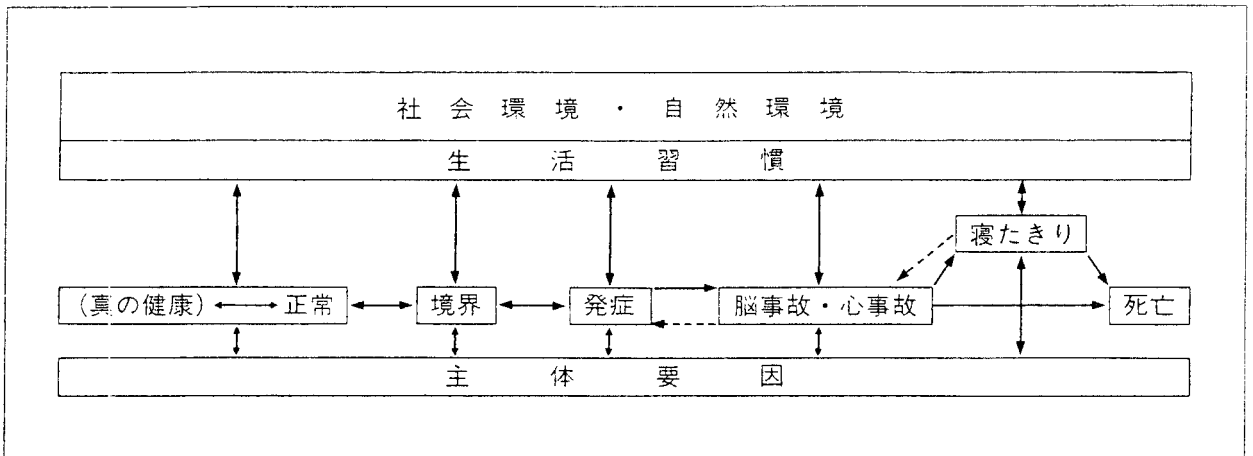 社会環境・自然環境
生活習慣
寝たきり
(真の健康) 正常 境界 発症 脳事故・心事故 死亡
主体要因